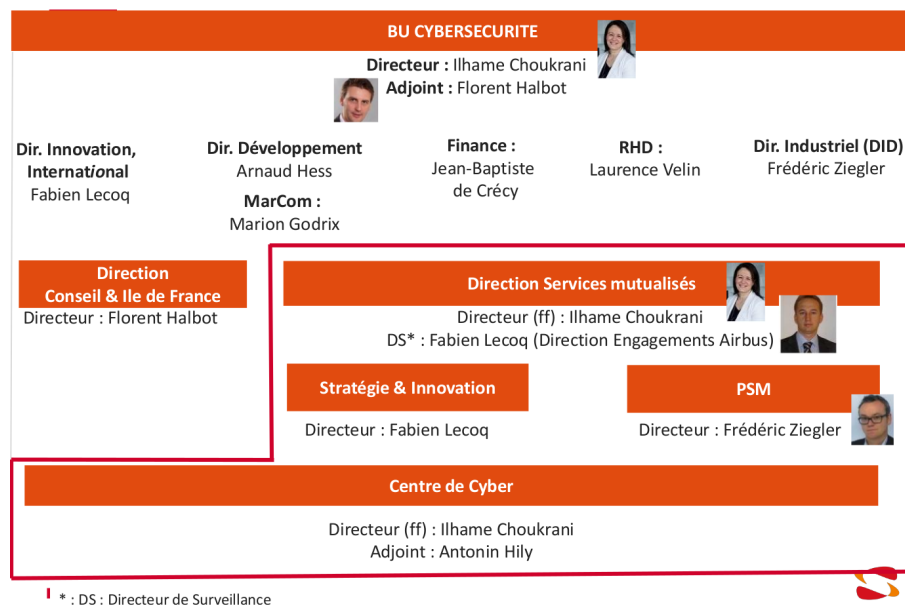 BU CYBERSECURITE
Directeur : Ilhame Choukrani
Adjoint : Florent Halbot
Dir. Innovation,
International
Fabien Lecoq
Dir. Développement
Arnaud Hess
MarCom :
Marion Godrix
Finance :
Jean-Baptiste
de Crécy
RHD :
Laurence Velin
Dir. Industriel (DID)
Frédéric Ziegler
Direction
Conseil & Ile de France
Directeur : Florent Halbot
Direction Services mutualisés
Directeur (ff) : Ilhame Choukrani
DS* : Fabien Lecoq (Direction Engagements Airbus)
Stratégie & Innovation
Directeur : Fabien Lecoq
PSM
Directeur : Frédéric Ziegler
Centre de Cyber
Directeur (ff) : Ilhame Choukrani
Adjoint : Antonin Hily
* : DS : Directeur de Surveillance